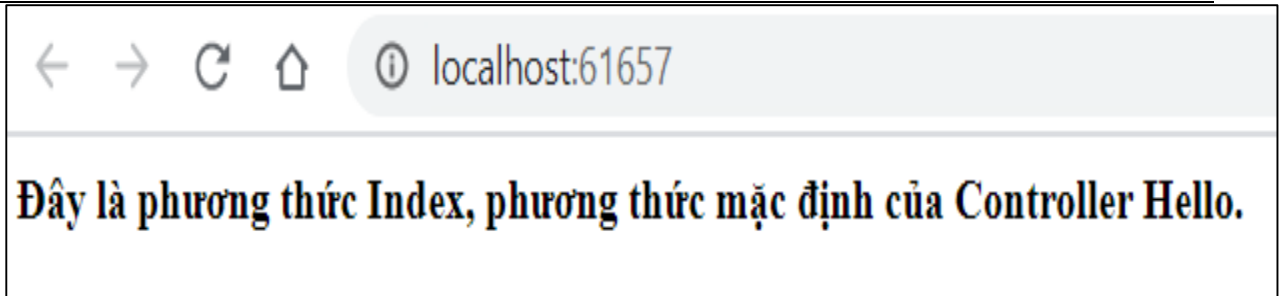 localhost:61657
Đây là phương thức Index, phương thức mặc định của Controller Hello.